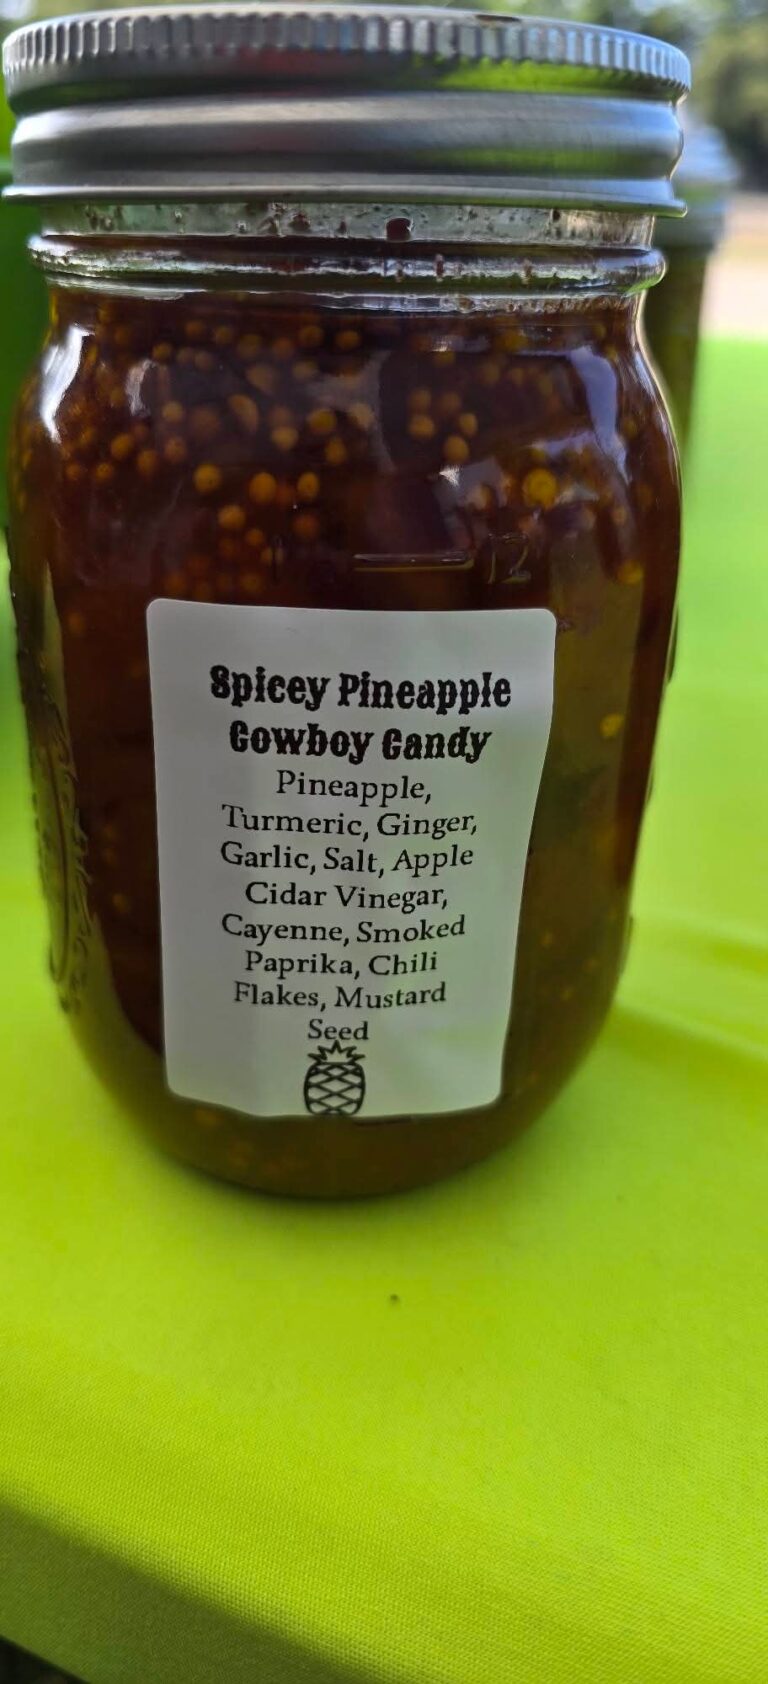 12
Spicey Pineapple
Cowboy Candy
Pineapple,
Turmeric, Ginger,
Garlic, Salt, Apple
Cidar Vinegar,
Cayenne, Smoked
Paprika, Chili
Flakes, Mustard
Seed